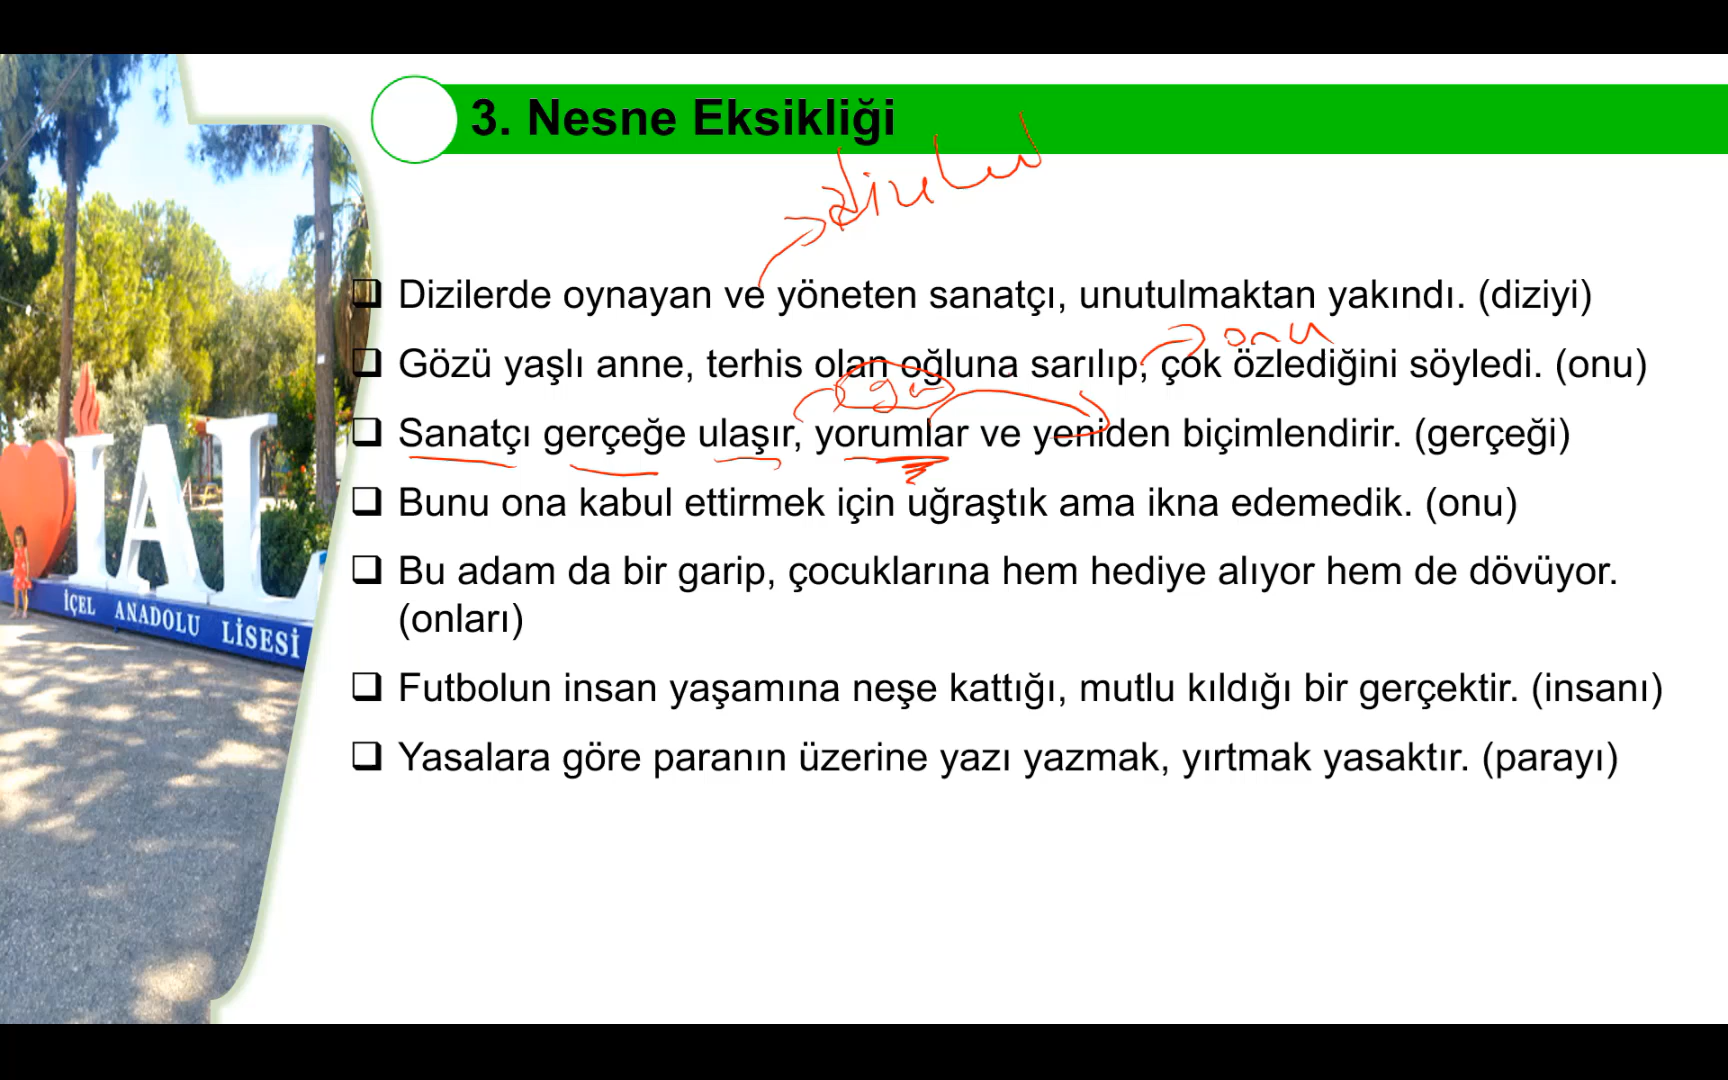 3. Nesne Eksikliği
Dizilerde oynayan ve yöneten sanatçı, unutulmaktan yakındı. (diziyi)
onu
Gözü yaşlı anne, terhis olan oğluna sarılıp, çok özlediğini söyledi. (onu)
Sanatçı gerçeğe ulaşır, yorumlar ve yeniden biçimlendirir. (gerçeği)
Bunu ona kabul ettirmek için uğraştık ama ikna edemedik. (onu)
Bu adam da bir garip, çocuklarına hem hediye alıyor hem de dövüyor.
(onları)
Futbolun insan yaşamına neşe kattığı, mutlu kıldığı bir gerçektir. (insanı)
Yasalara göre paranın üzerine yazı yazmak, yırtmak yasaktır. (parayı)
İAL
İÇEL ANADOLU LİSESİ